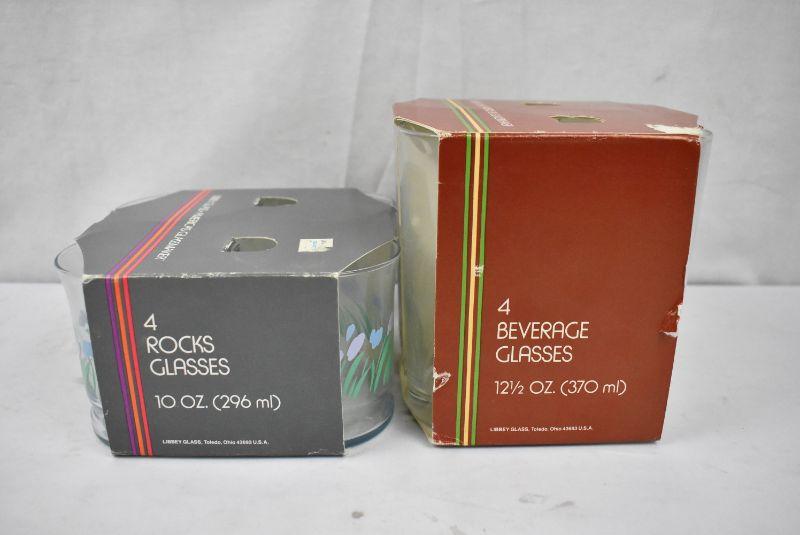 4
ROCKS
GLASSES
10 OZ. (296 ml)
LIBBEY GLASS, Toledo, Ohio 43693 U.S.A.
4
BEVERAGE
GLASSES
12½ OZ. (370 ml)
LIBBEY GLASS, Toledo, Ohio 43693 U.S.A.